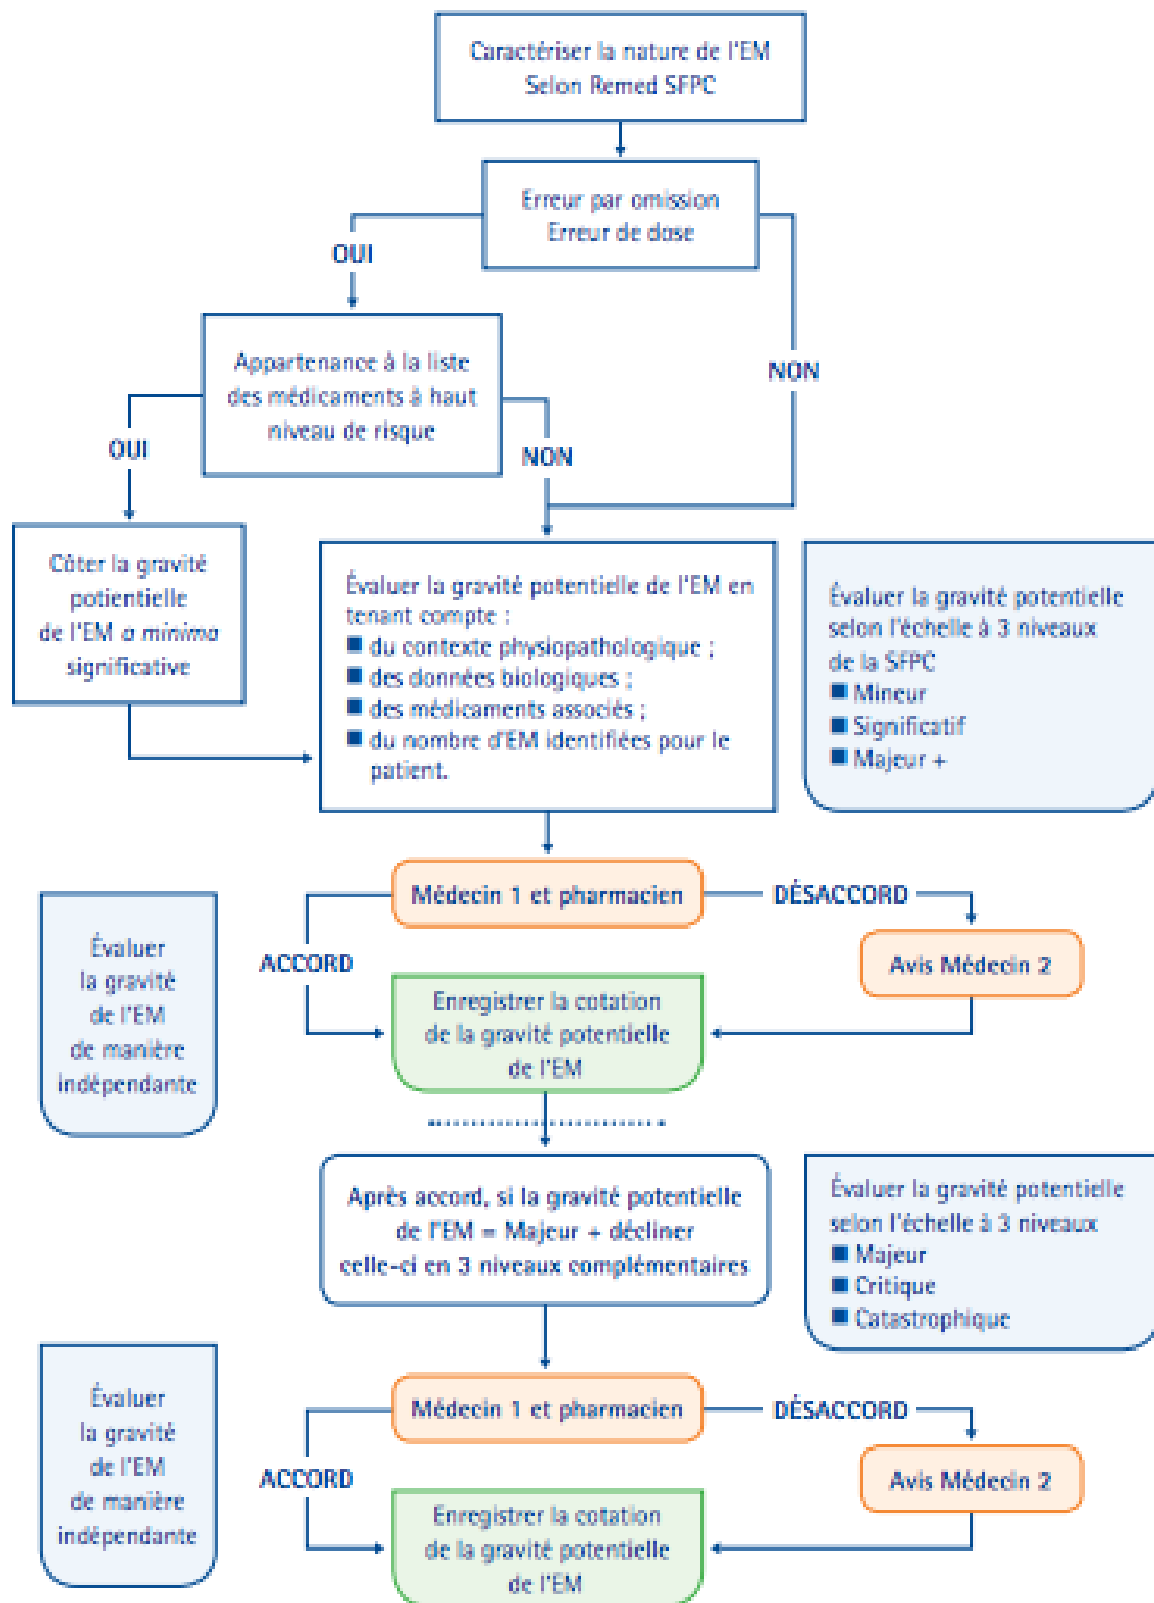 Caractériser la nature de l'EM
Selon Remed SFPC
Erreur par omission
Erreur de dose
OUI
NON
Appartenance à la liste
des médicaments à haut
niveau de risque
OUI
NON
Côter la gravité
potientielle
de l'EM a minima
significative
Évaluer la gravité potentielle de l'EM en
tenant compte :
■ du contexte physiopathologique ;
■ des données biologiques ;
■ des médicaments associés ;
■ du nombre d'EM identifiées pour le
patient.
Évaluer la gravité potentielle
selon l'échelle à 3 niveaux
de la SFPC
■ Mineur
■ Significatif
■ Majeur +
Médecin 1 et pharmacien
DÉSACCORD
Évaluer
la gravité
de l'EM
de manière
indépendante
ACCORD
Avis Médecin 2
Enregistrer la cotation
de la gravité potentielle
de l'EM
Après accord, si la gravité potentielle
de l'EM = Majeur + décliner
celle-ci en 3 niveaux complémentaires
Évaluer la gravité potentielle
selon l'échelle à 3 niveaux
■ Majeur
■ Critique
■ Catastrophique
Médecin 1 et pharmacien
DÉSACCORD
Évaluer
la gravité
de l'EM
de manière
indépendante
ACCORD
Avis Médecin 2
Enregistrer la cotation
de la gravité potentielle
de l'EM